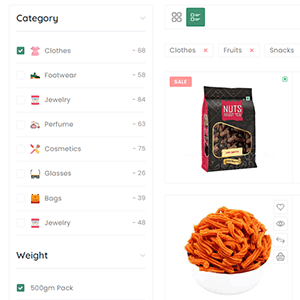 Category
Clothes - 68
Footwear - 58
Jewelry - 84
Perfume - 63
Cosmetics - 75
Glasses - 26
Bags - 39
Jewelry - 48
Weight
500gm Pack
Clothes × Fruits × Snacks
SALE
NUTS